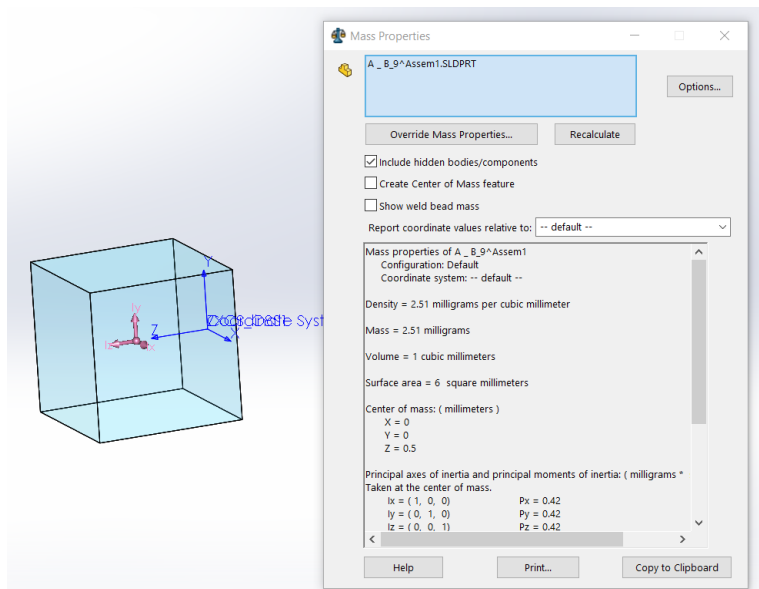 Mass Properties
A _ B_9^Assem1.SLDPRT
Options...
Override Mass Properties...
Recalculate
Include hidden bodies/components
Create Center of Mass feature
Show weld bead mass
Report coordinate values relative to:
-- default --
Mass properties of A _ B_9^Assem1
Configuration: Default
Coordinate system: -- default --
Density = 2.51 milligrams per cubic millimeter
Mass = 2.51 milligrams
Volume = 1 cubic millimeters
Surface area = 6 square millimeters
Center of mass: ( millimeters )
X = 0
Y = 0
Z = 0.5
Principal axes of inertia and principal moments of inertia: ( milligrams *
Taken at the center of mass.
Ix = ( 1, 0, 0) Px = 0.42
Iy = ( 0, 1, 0) Py = 0.42
Iz = ( 0, 0, 1) Pz = 0.42
Help
Print...
Copy to Clipboard
Y
Z
X
Iy
Iz